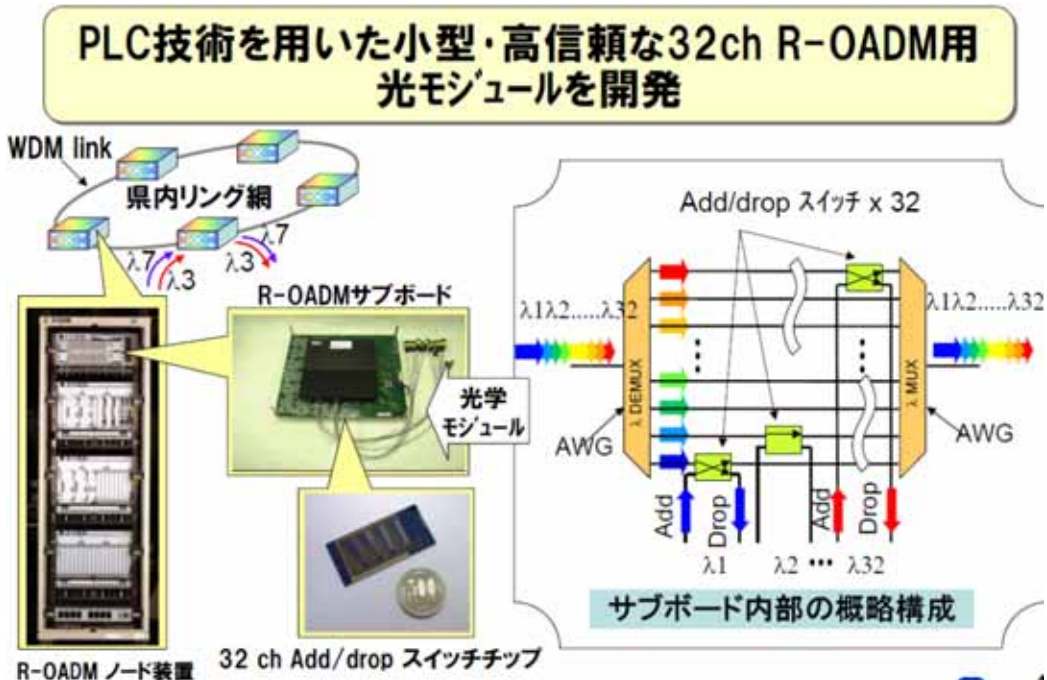 PLC技術を用いた小型・高信頼な32ch R-OADM用
光モジュールを開発
WDM link
県内リング網
λ7
λ3
λ7
λ3
R-OADMサブボード
光学
モジュール
R-OADM ノード装置
32 ch Add/drop スイッチチップ
Add/drop スイッチ x 32
λ1λ2.....λ32
λ DEMUX
λ MUX
λ1λ2.....λ32
AWG
AWG
Add
Drop
Add
Drop
λ1
λ2
•••
λ32
サブボード内部の概略構成